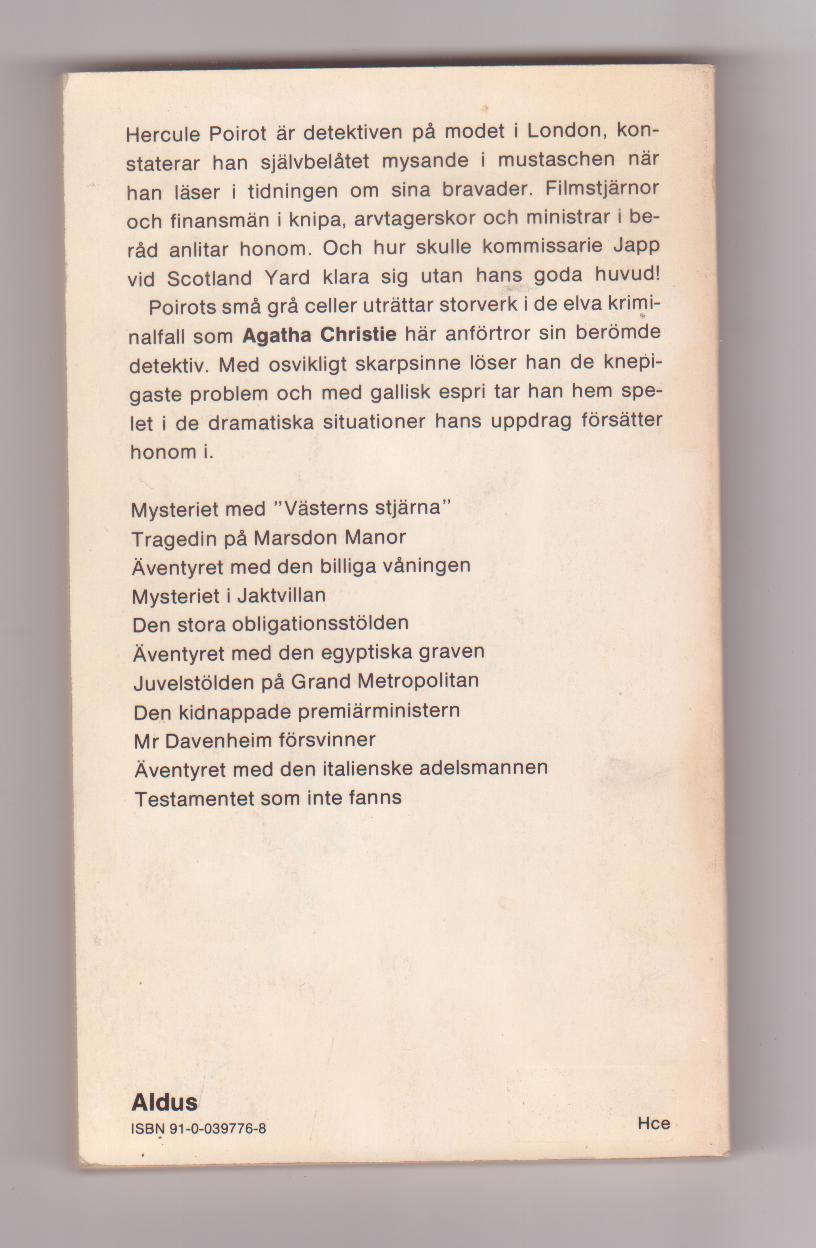 Hercule Poirot är detektiven på modet i London, kon-
staterar han självbelåtet mysande i mustaschen när
han läser i tidningen om sina bravader. Filmstjärnor
och finansmän i knipa, arvtagerskor och ministrar i be-
råd anlitar honom. Och hur skulle kommissarie Japp
vid Scotland Yard klara sig utan hans goda huvud!
Poirots små grå celler uträttar storverk i de elva krimi-
nalfall som Agatha Christie här anförtror sin berömde
detektiv. Med osvikligt skarpsinne löser han de knepi-
gaste problem och med gallisk espri tar han hem spe-
let i de dramatiska situationer hans uppdrag försätter
honom i.
Mysteriet med ”Västerns stjärna”
Tragedin på Marsdon Manor
Äventyret med den billiga våningen
Mysteriet i Jaktvillan
Den stora obligationsstölden
Äventyret med den egyptiska graven
Juvelstölden på Grand Metropolitan
Den kidnappade premiärministern
Mr Davenheim försvinner
Äventyret med den italienske adelsmannen
Testamentet som inte fanns
Aldus
ISBN 91-0-039776-8
Hce